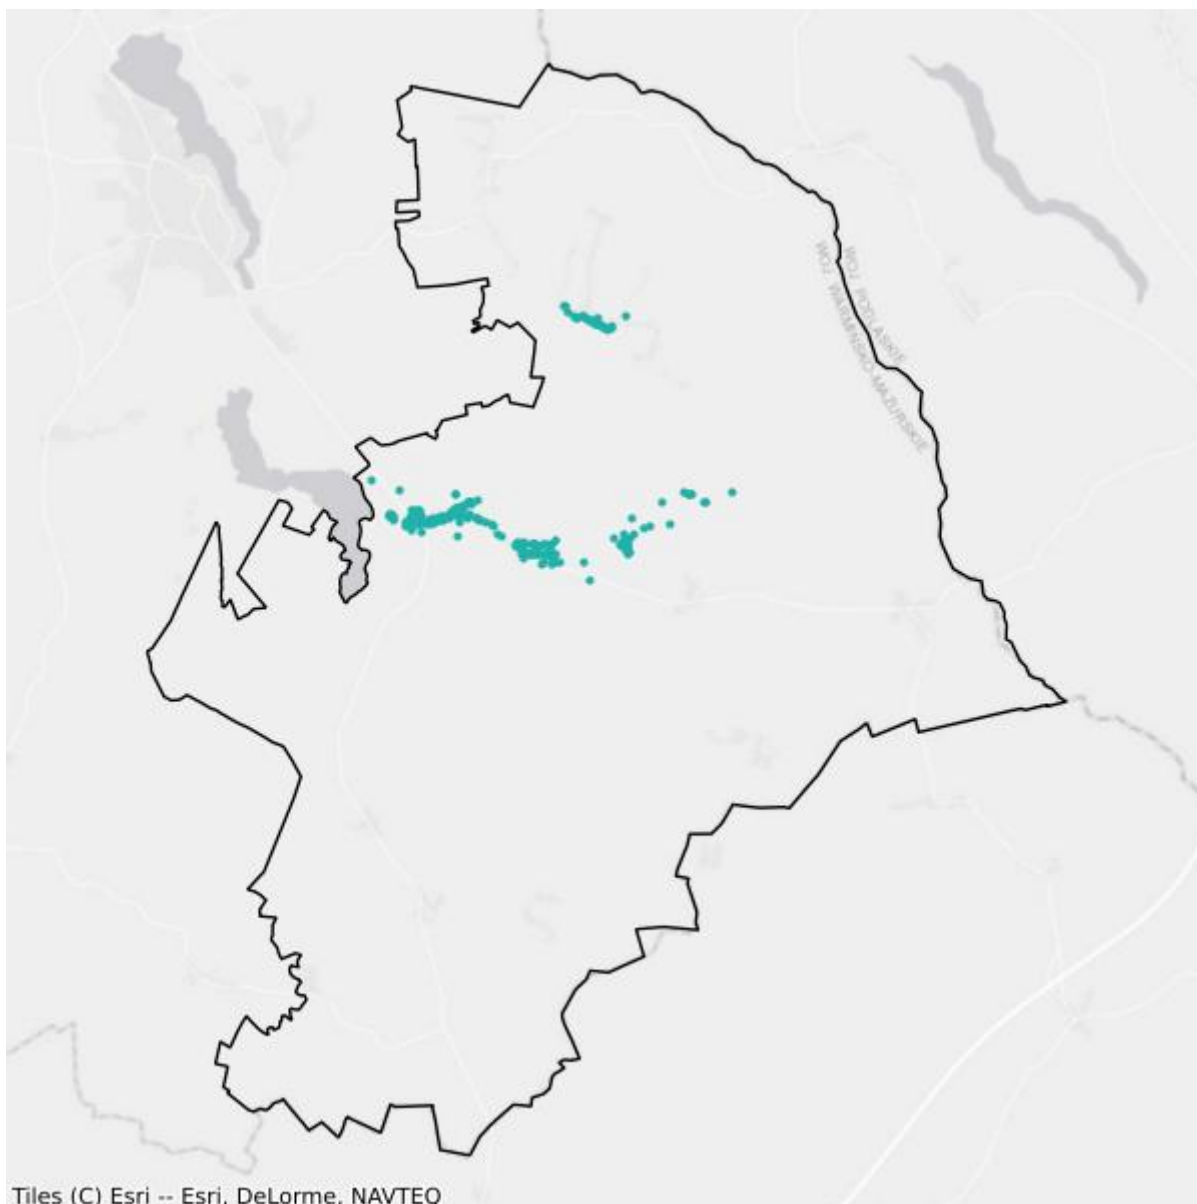 WOJ. PODLASKIE
WOJ. WARMIŃSKO-MAZURSKIE
Tiles (C) Esri -- Esri, DeLorme, NAVTEQ